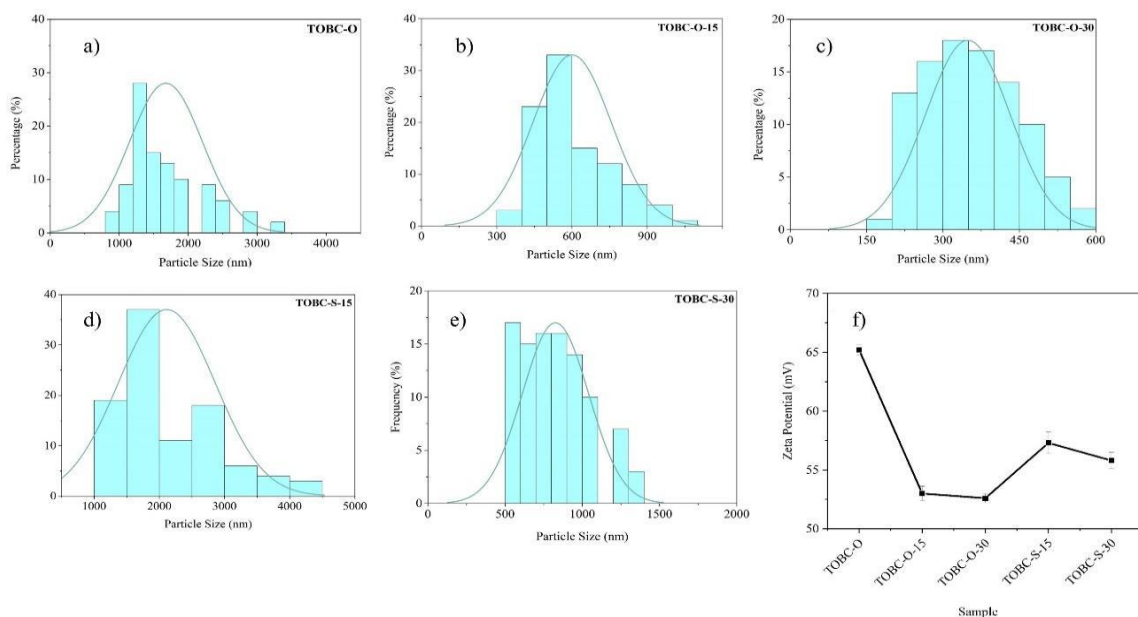 TOBC-O
a)
40
30
20
10
0
Percentage (%)
0 1000 2000 3000 4000
Particle Size (nm)
TOBC-O-15
b)
40
30
20
10
0
Percentage (%)
0 300 600 900
Particle Size (nm)
TOBC-O-30
c)
20
15
10
5
0
Percentage (%)
0 150 300 450 600
Particle Size (nm)
TOBC-S-15
d)
40
30
20
10
0
Percentage (%)
1000 2000 3000 4000 5000
Particle Size (nm)
TOBC-S-30
e)
20
15
10
5
0
Frequency (%)
0 500 1000 1500 2000
Particle Size (nm)
f)
70
65
60
55
50
Zeta Potential (mV)
TOBC-O
TOBC-O-15
TOBC-O-30
TOBC-S-15
TOBC-S-30
Sample